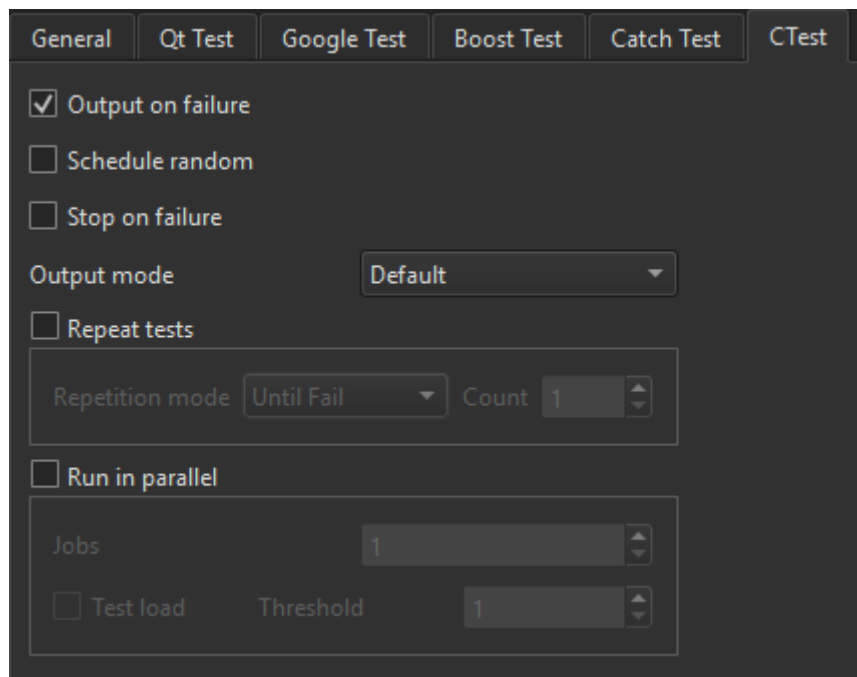 General Qt Test Google Test Boost Test Catch Test CTest
Output on failure
Schedule random
Stop on failure
Output mode Default
Repeat tests
Repetition mode Until Fail Count 1
Run in parallel
Jobs 1
Test load Threshold 1